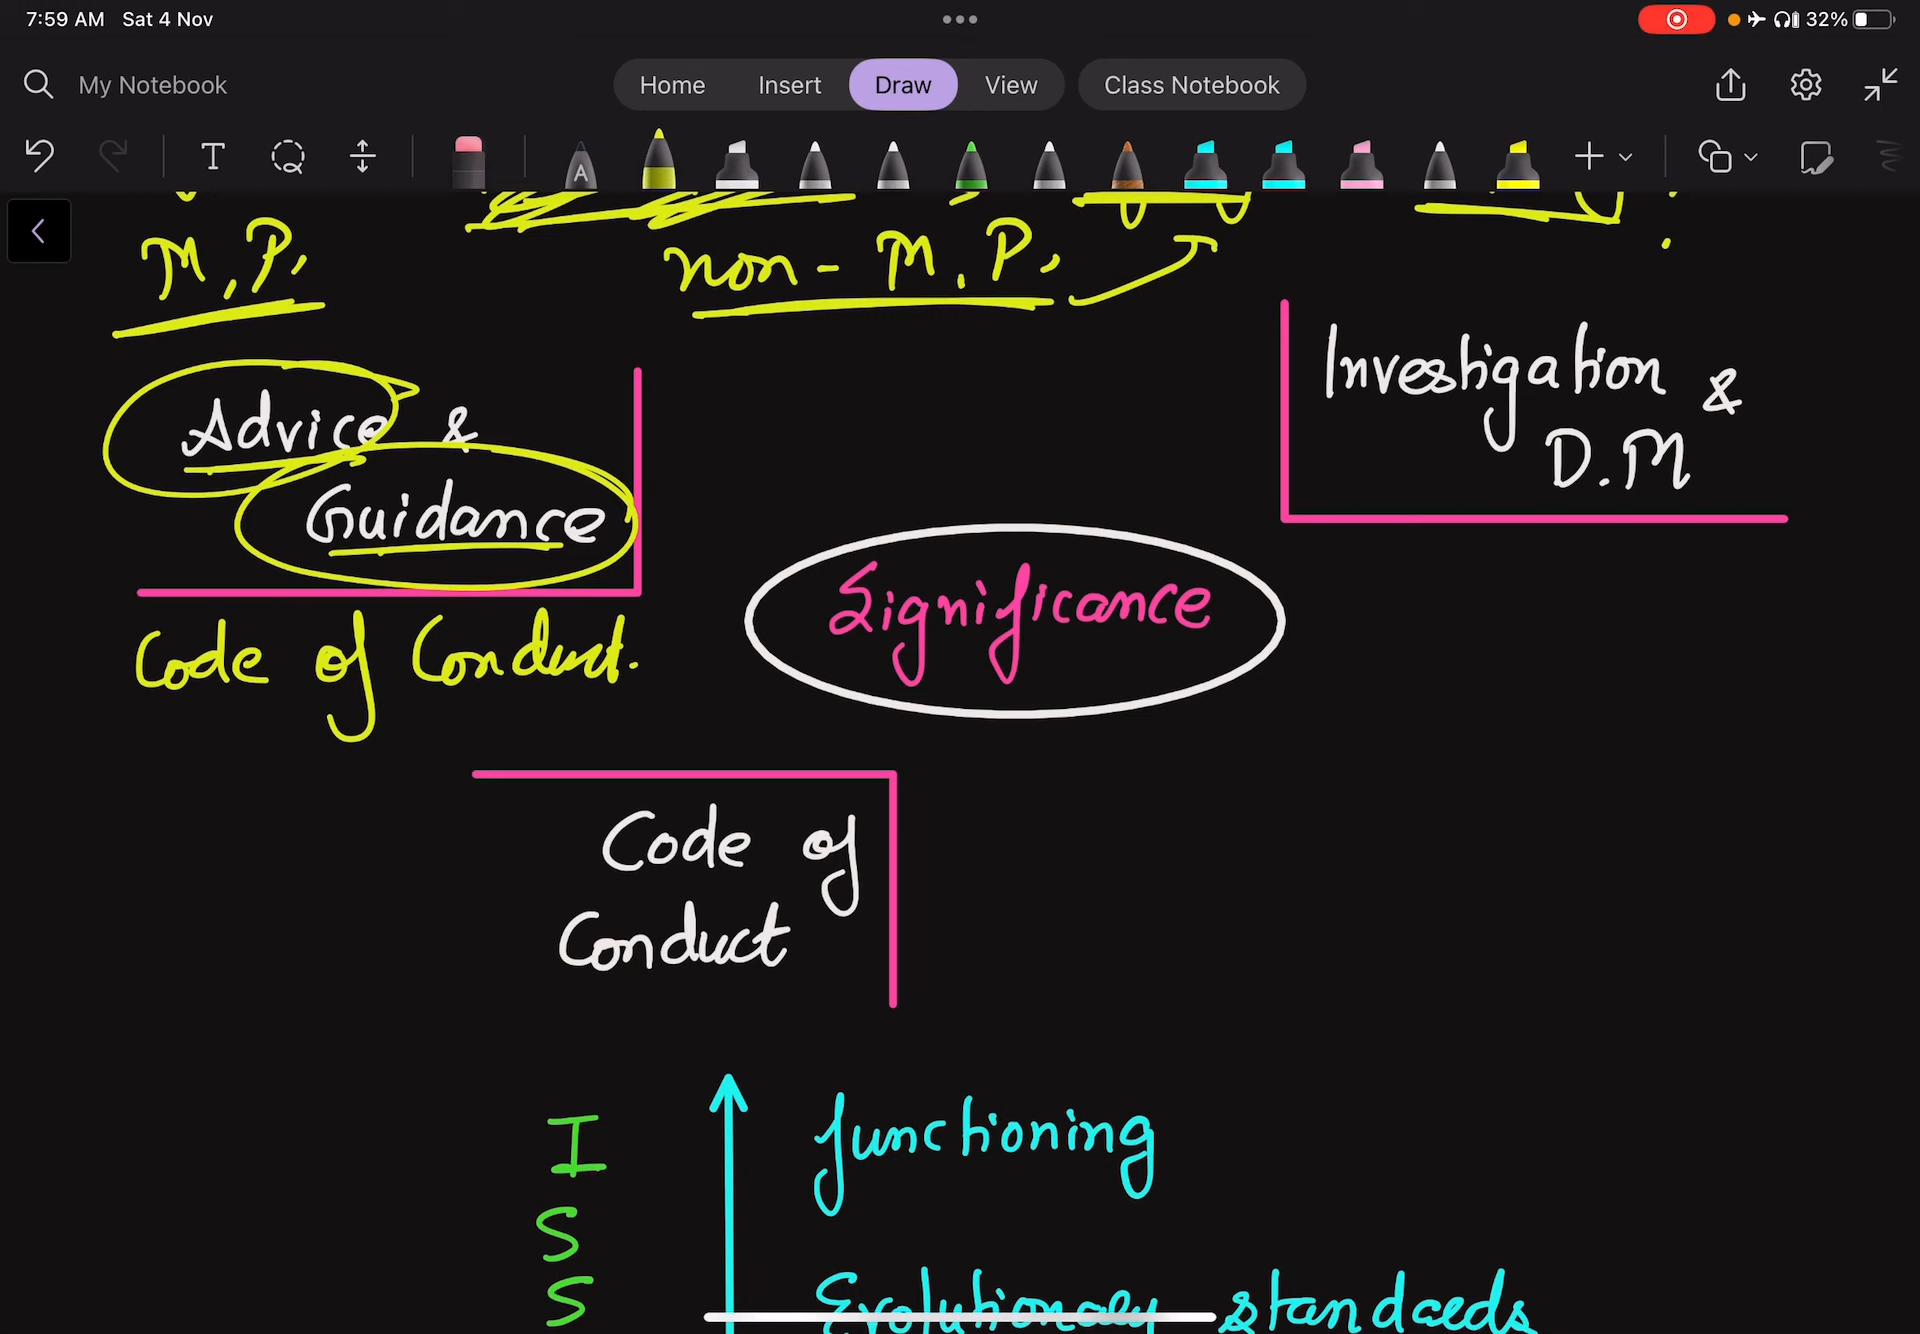 7:59 AM Sat 4 Nov
32%
My Notebook
Home Insert Draw View Class Notebook
T
A
M.P.
non-M.P.
Advice &
Guidance
Code of Conduct.
Investigation &
D.M
Significance
Code of
Conduct
I
S
S
functioning
Evolutionary standards